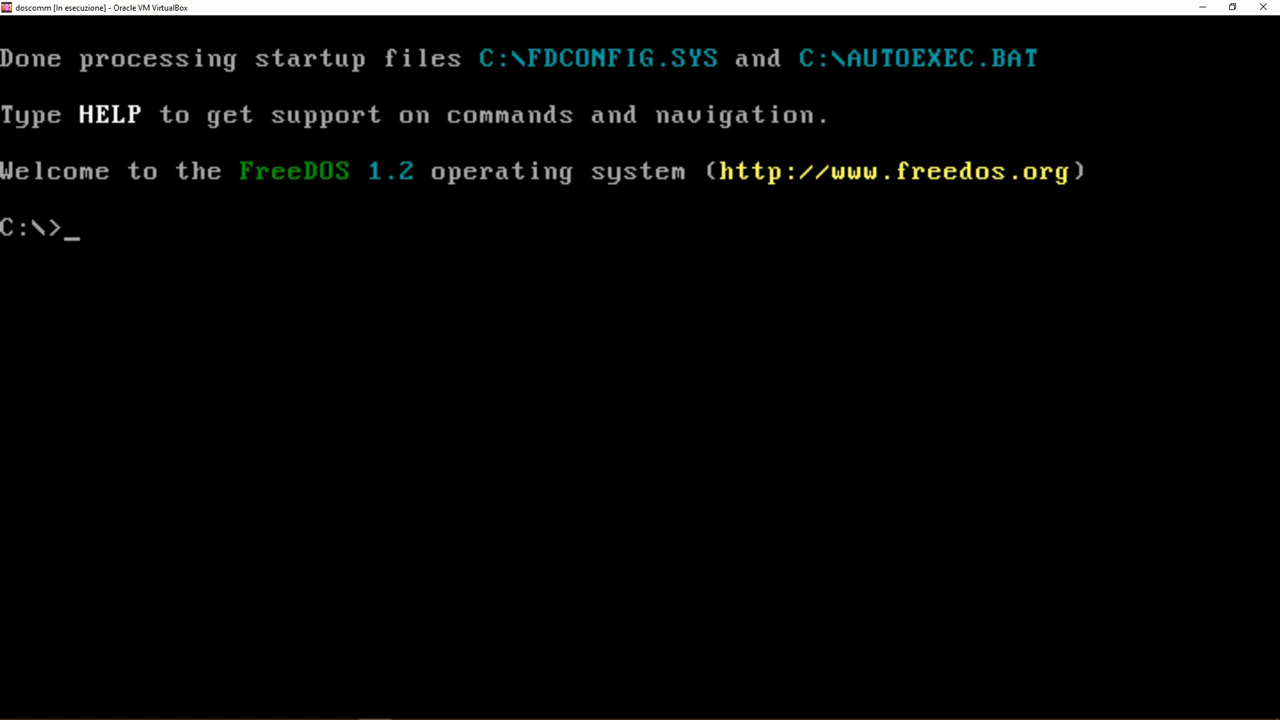 doscomm [In esecuzione] - Oracle VM VirtualBox
Done processing startup files C:\FDCONFIG.SYS and C:\AUTOEXEC.BAT
Type HELP to get support on commands and navigation.
Welcome to the FreeDOS 1.2 operating system (http://www.freedos.org)
C:\>_